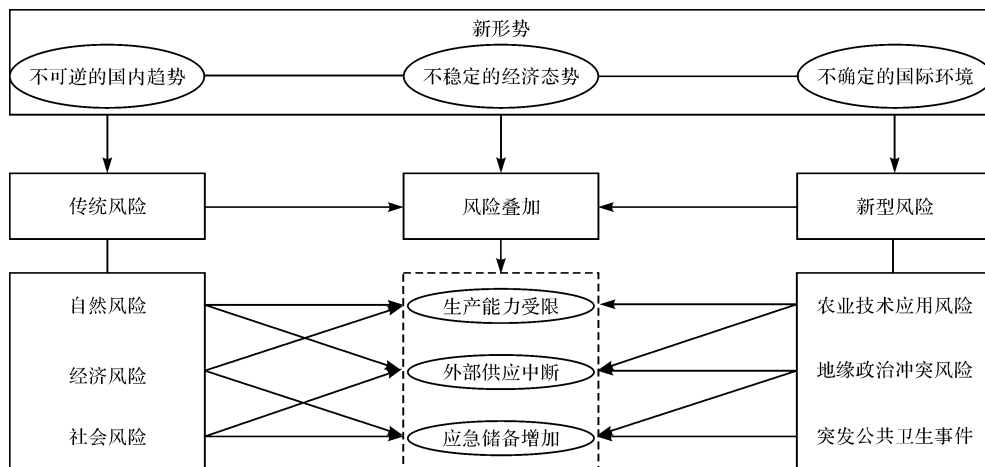 新形势
不可逆的国内趋势 不稳定的经济态势 不确定的国际环境
传统风险 风险叠加 新型风险
自然风险 生产能力受限 农业技术应用风险
经济风险 外部供应中断 地缘政治冲突风险
社会风险 应急储备增加 突发公共卫生事件